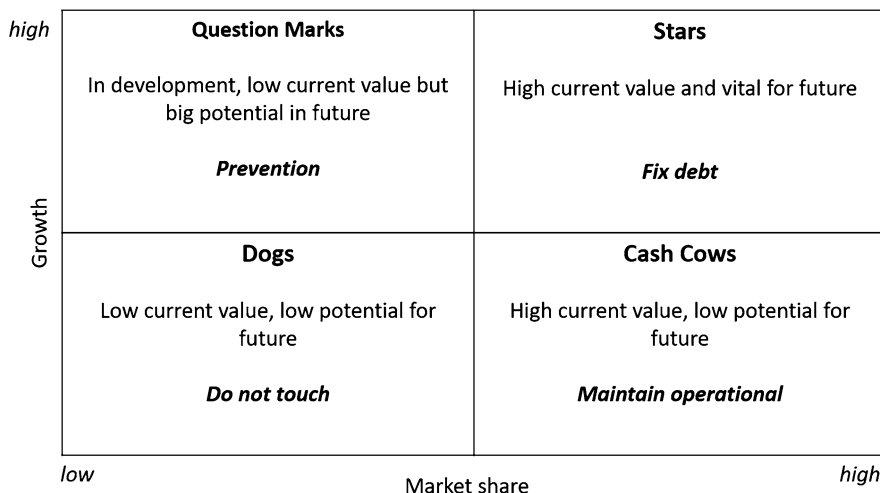 high
Question Marks
In development, low current value but
big potential in future
Prevention
Stars
High current value and vital for future
Fix debt
Growth
Dogs
Low current value, low potential for
future
Do not touch
Cash Cows
High current value, low potential for
future
Maintain operational
low
Market share
high